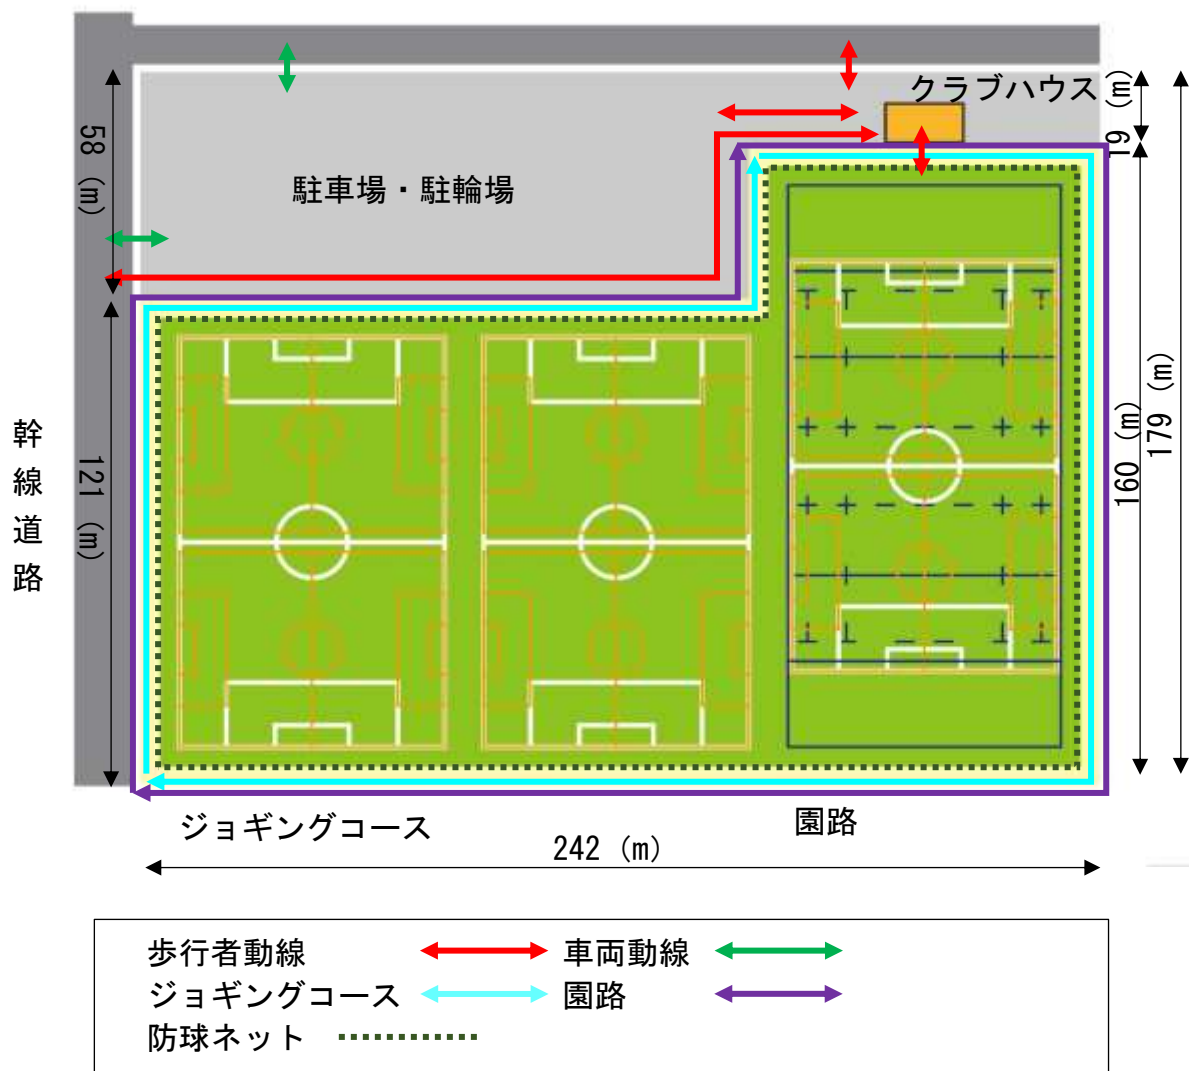 クラブハウス
19 (m)
58 (m)
駐車場・駐輪場
幹線道路
121 (m)
160 (m)
179 (m)
ジョギングコース
園路
242 (m)
歩行者動線 車両動線
ジョギングコース 園路
防球ネット